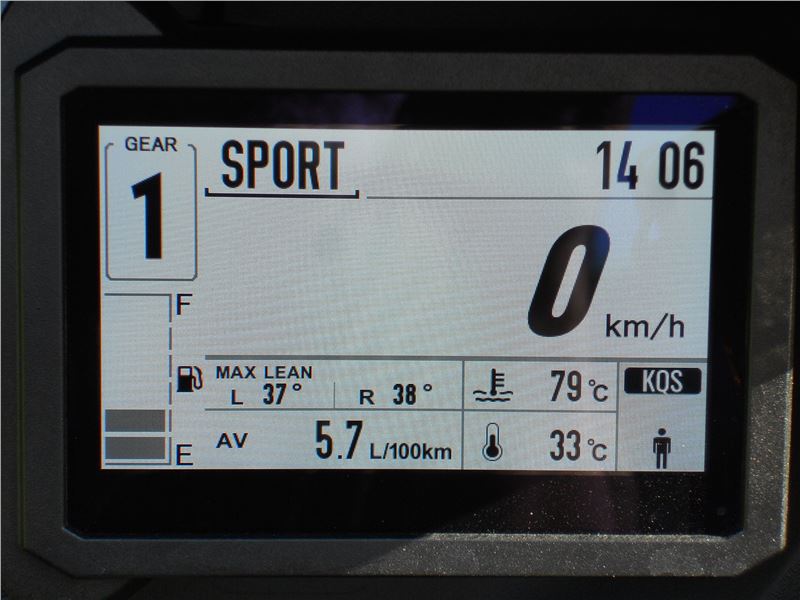 GEAR
1
SPORT
14 06
0 km/h
F
E
MAX LEAN
L 37° R 38°
79°C
KQS
AV 5.7 L/100km
33°C